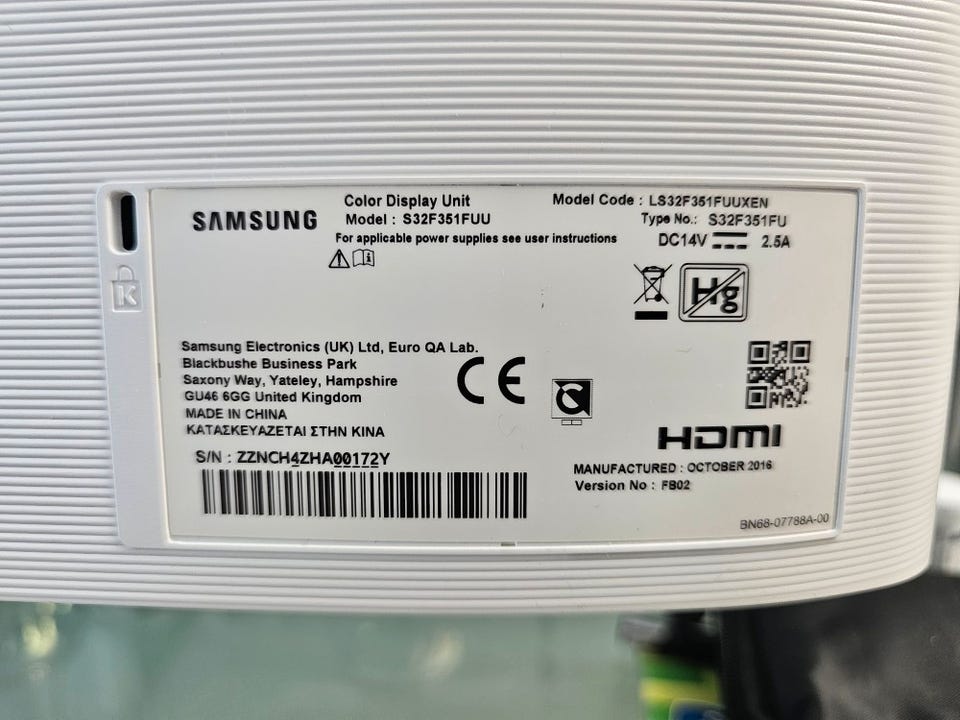 SAMSUNG
Color Display Unit
Model : S32F351FUU
For applicable power supplies see user instructions
Model Code : LS32F351FUUXEN
Type No.: S32F351FU
DC14V 2.5A
K
Hg
Samsung Electronics (UK) Ltd, Euro QA Lab.
Blackbushe Business Park
Saxony Way, Yateley, Hampshire
GU46 6GG United Kingdom
MADE IN CHINA
ΚΑΤΑΣΚΕΥΑΖΕΤΑΙ ΣΤΗΝ ΚΙΝΑ
S/N : ZZNCH4ZHA00172Y
CE
HDMI
MANUFACTURED : OCTOBER 2016
Version No : FB02
BN68-07788A-00